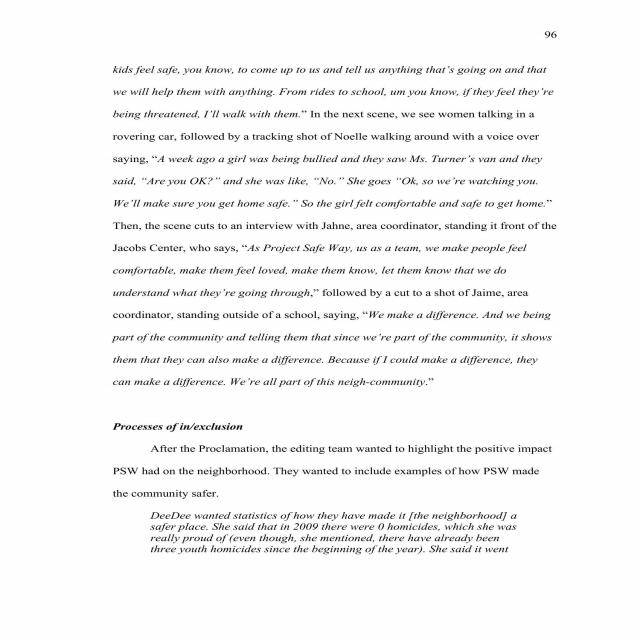 96
kids feel safe, you know, to come up to us and tell us anything that’s going on and that
we will help them with anything. From rides to school, um you know, if they feel they’re
being threatened, I’ll walk with them.” In the next scene, we see women talking in a
rovering car, followed by a tracking shot of Noelle walking around with a voice over
saying, “A week ago a girl was being bullied and they saw Ms. Turner’s van and they
said, “Are you OK?” and she was like, “No.” She goes “Ok, so we’re watching you.
We’ll make sure you get home safe.” So the girl felt comfortable and safe to get home.”
Then, the scene cuts to an interview with Jahne, area coordinator, standing it front of the
Jacobs Center, who says, “As Project Safe Way, us as a team, we make people feel
comfortable, make them feel loved, make them know, let them know that we do
understand what they’re going through,” followed by a cut to a shot of Jaime, area
coordinator, standing outside of a school, saying, “We make a difference. And we being
part of the community and telling them that since we’re part of the community, it shows
them that they can also make a difference. Because if I could make a difference, they
can make a difference. We’re all part of this neigh-community.”
Processes of in/exclusion
After the Proclamation, the editing team wanted to highlight the positive impact
PSW had on the neighborhood. They wanted to include examples of how PSW made
the community safer.
DeeDee wanted statistics of how they have made it [the neighborhood] a
safer place. She said that in 2009 there were 0 homicides, which she was
really proud of (even though, she mentioned, there have already been
three youth homicides since the beginning of the year). She said it went